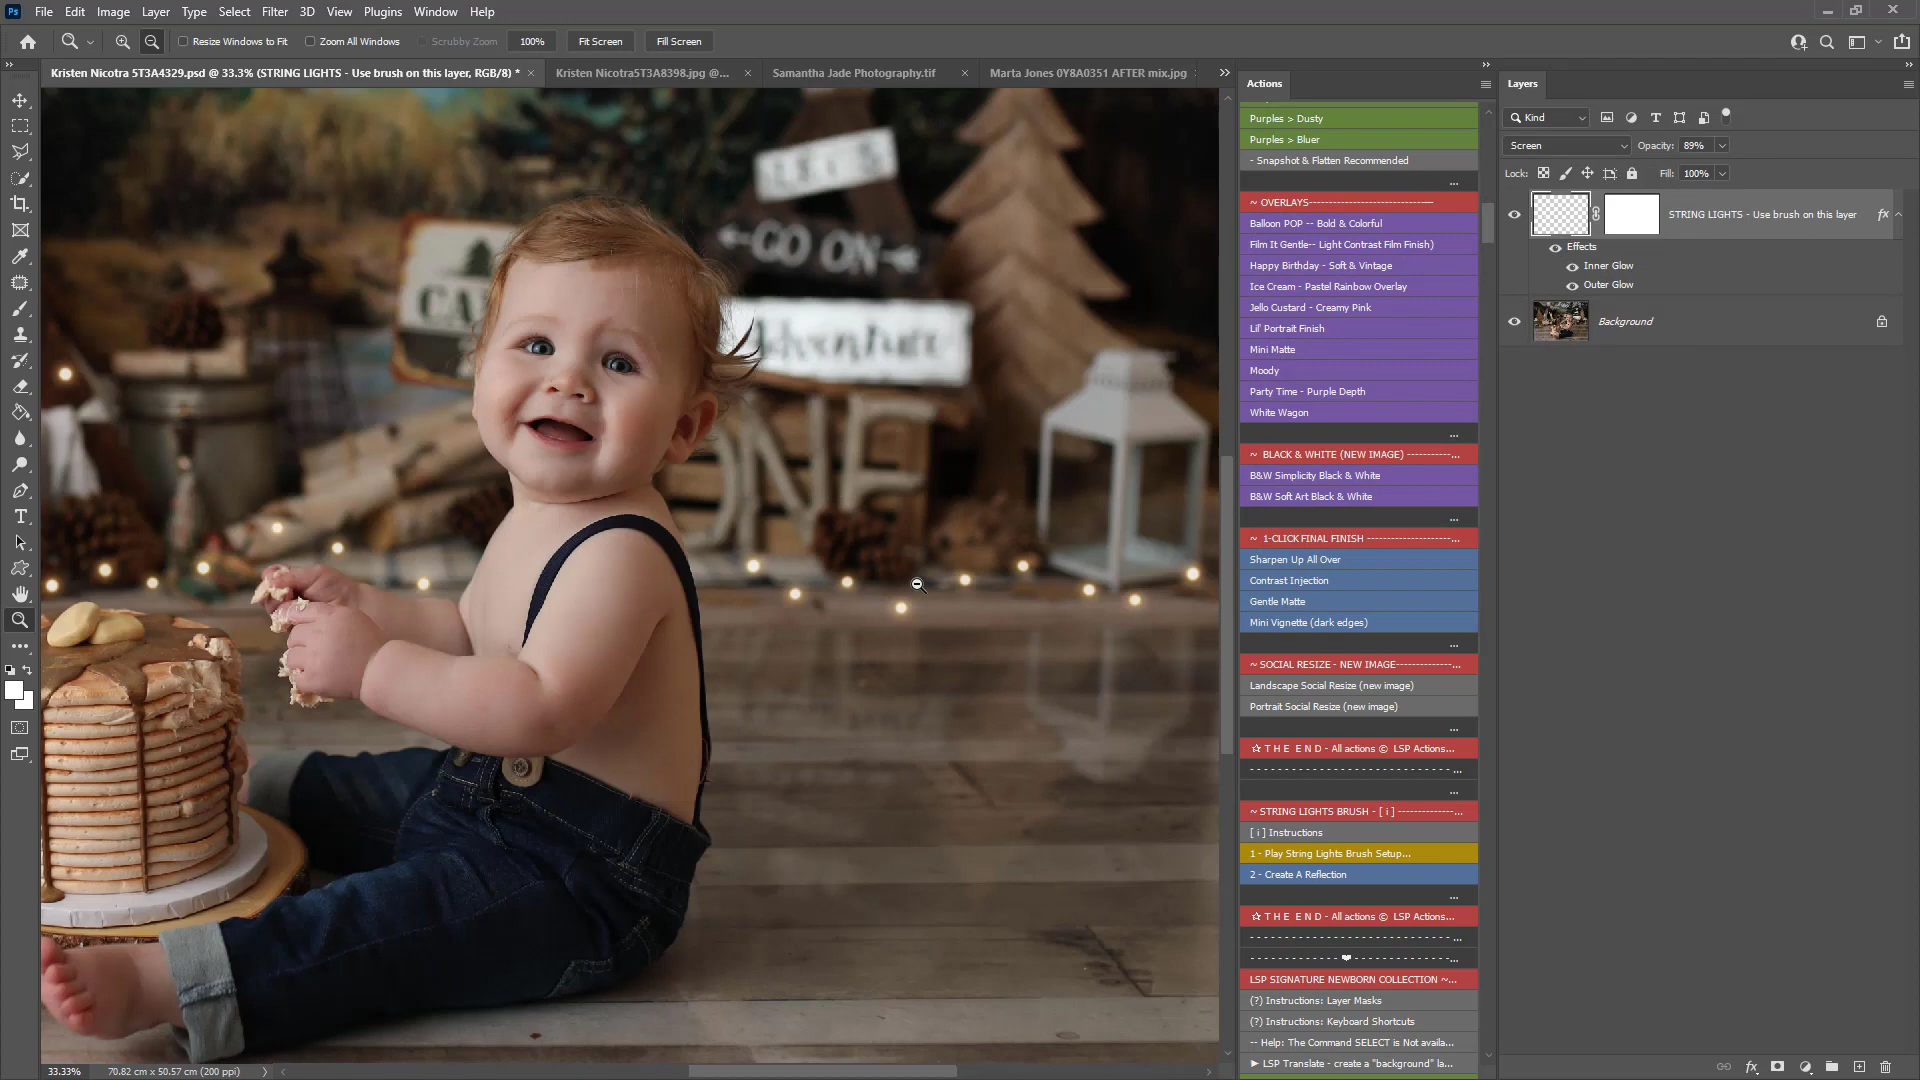 Ps File Edit Image Layer Type Select Filter 3D View Plugins Window Help
Resize Windows to Fit Zoom All Windows Scrubby Zoom 100% Fit Screen Fill Screen
Kristen Nicotra 5T3A4329.psd @ 33.3% (STRING LIGHTS - Use brush on this layer, RGB/8) *
Kristen Nicotra5T3A8398.jpg @...
Samantha Jade Photography.tif
Marta Jones 0Y8A0351 AFTER mix.jpg
GO ON
Adventure
ONE
33.33% 70.82 cm x 50.57 cm (200 ppi)
Actions
Purples > Dusty
Purples > Bluer
- Snapshot & Flatten Recommended
...
~ OVERLAYS------------------------------
Balloon POP -- Bold & Colorful
Film It Gentle-- Light Contrast Film Finish)
Happy Birthday - Soft & Vintage
Ice Cream - Pastel Rainbow Overlay
Jello Custard - Creamy Pink
Lil' Portrait Finish
Mini Matte
Moody
Party Time - Purple Depth
White Wagon
...
~ BLACK & WHITE (NEW IMAGE) -----------...
B&W Simplicity Black & White
B&W Soft Art Black & White
...
~ 1-CLICK FINAL FINISH ---------------------...
Sharpen Up All Over
Contrast Injection
Gentle Matte
Mini Vignette (dark edges)
...
~ SOCIAL RESIZE - NEW IMAGE--------------...
Landscape Social Resize (new image)
Portrait Social Resize (new image)
...
☆ T H E E N D - All actions © LSP Actions...
- - - - - - - - - - - - - - - - - - - - - - - - - - - - ...
...
~ STRING LIGHTS BRUSH - [ i ] --------------...
[ i ] Instructions
1 - Play String Lights Brush Setup...
2 - Create A Reflection
...
☆ T H E E N D - All actions © LSP Actions...
- - - - - - - - - - - - - - - - - - - - - - - - - - - - ...
- - - - - - - - - - - - - ❤ - - - - - - - - - - - - - ...
LSP SIGNATURE NEWBORN COLLECTION ~...
(?) Instructions: Layer Masks
(?) Instructions: Keyboard Shortcuts
-- Help: The Command SELECT is Not availa...
► LSP Translate - create a "background" la...
Layers
Kind
Screen Opacity: 89%
Lock: Fill: 100%
STRING LIGHTS - Use brush on this layer fx
Effects
Inner Glow
Outer Glow
Background
fx